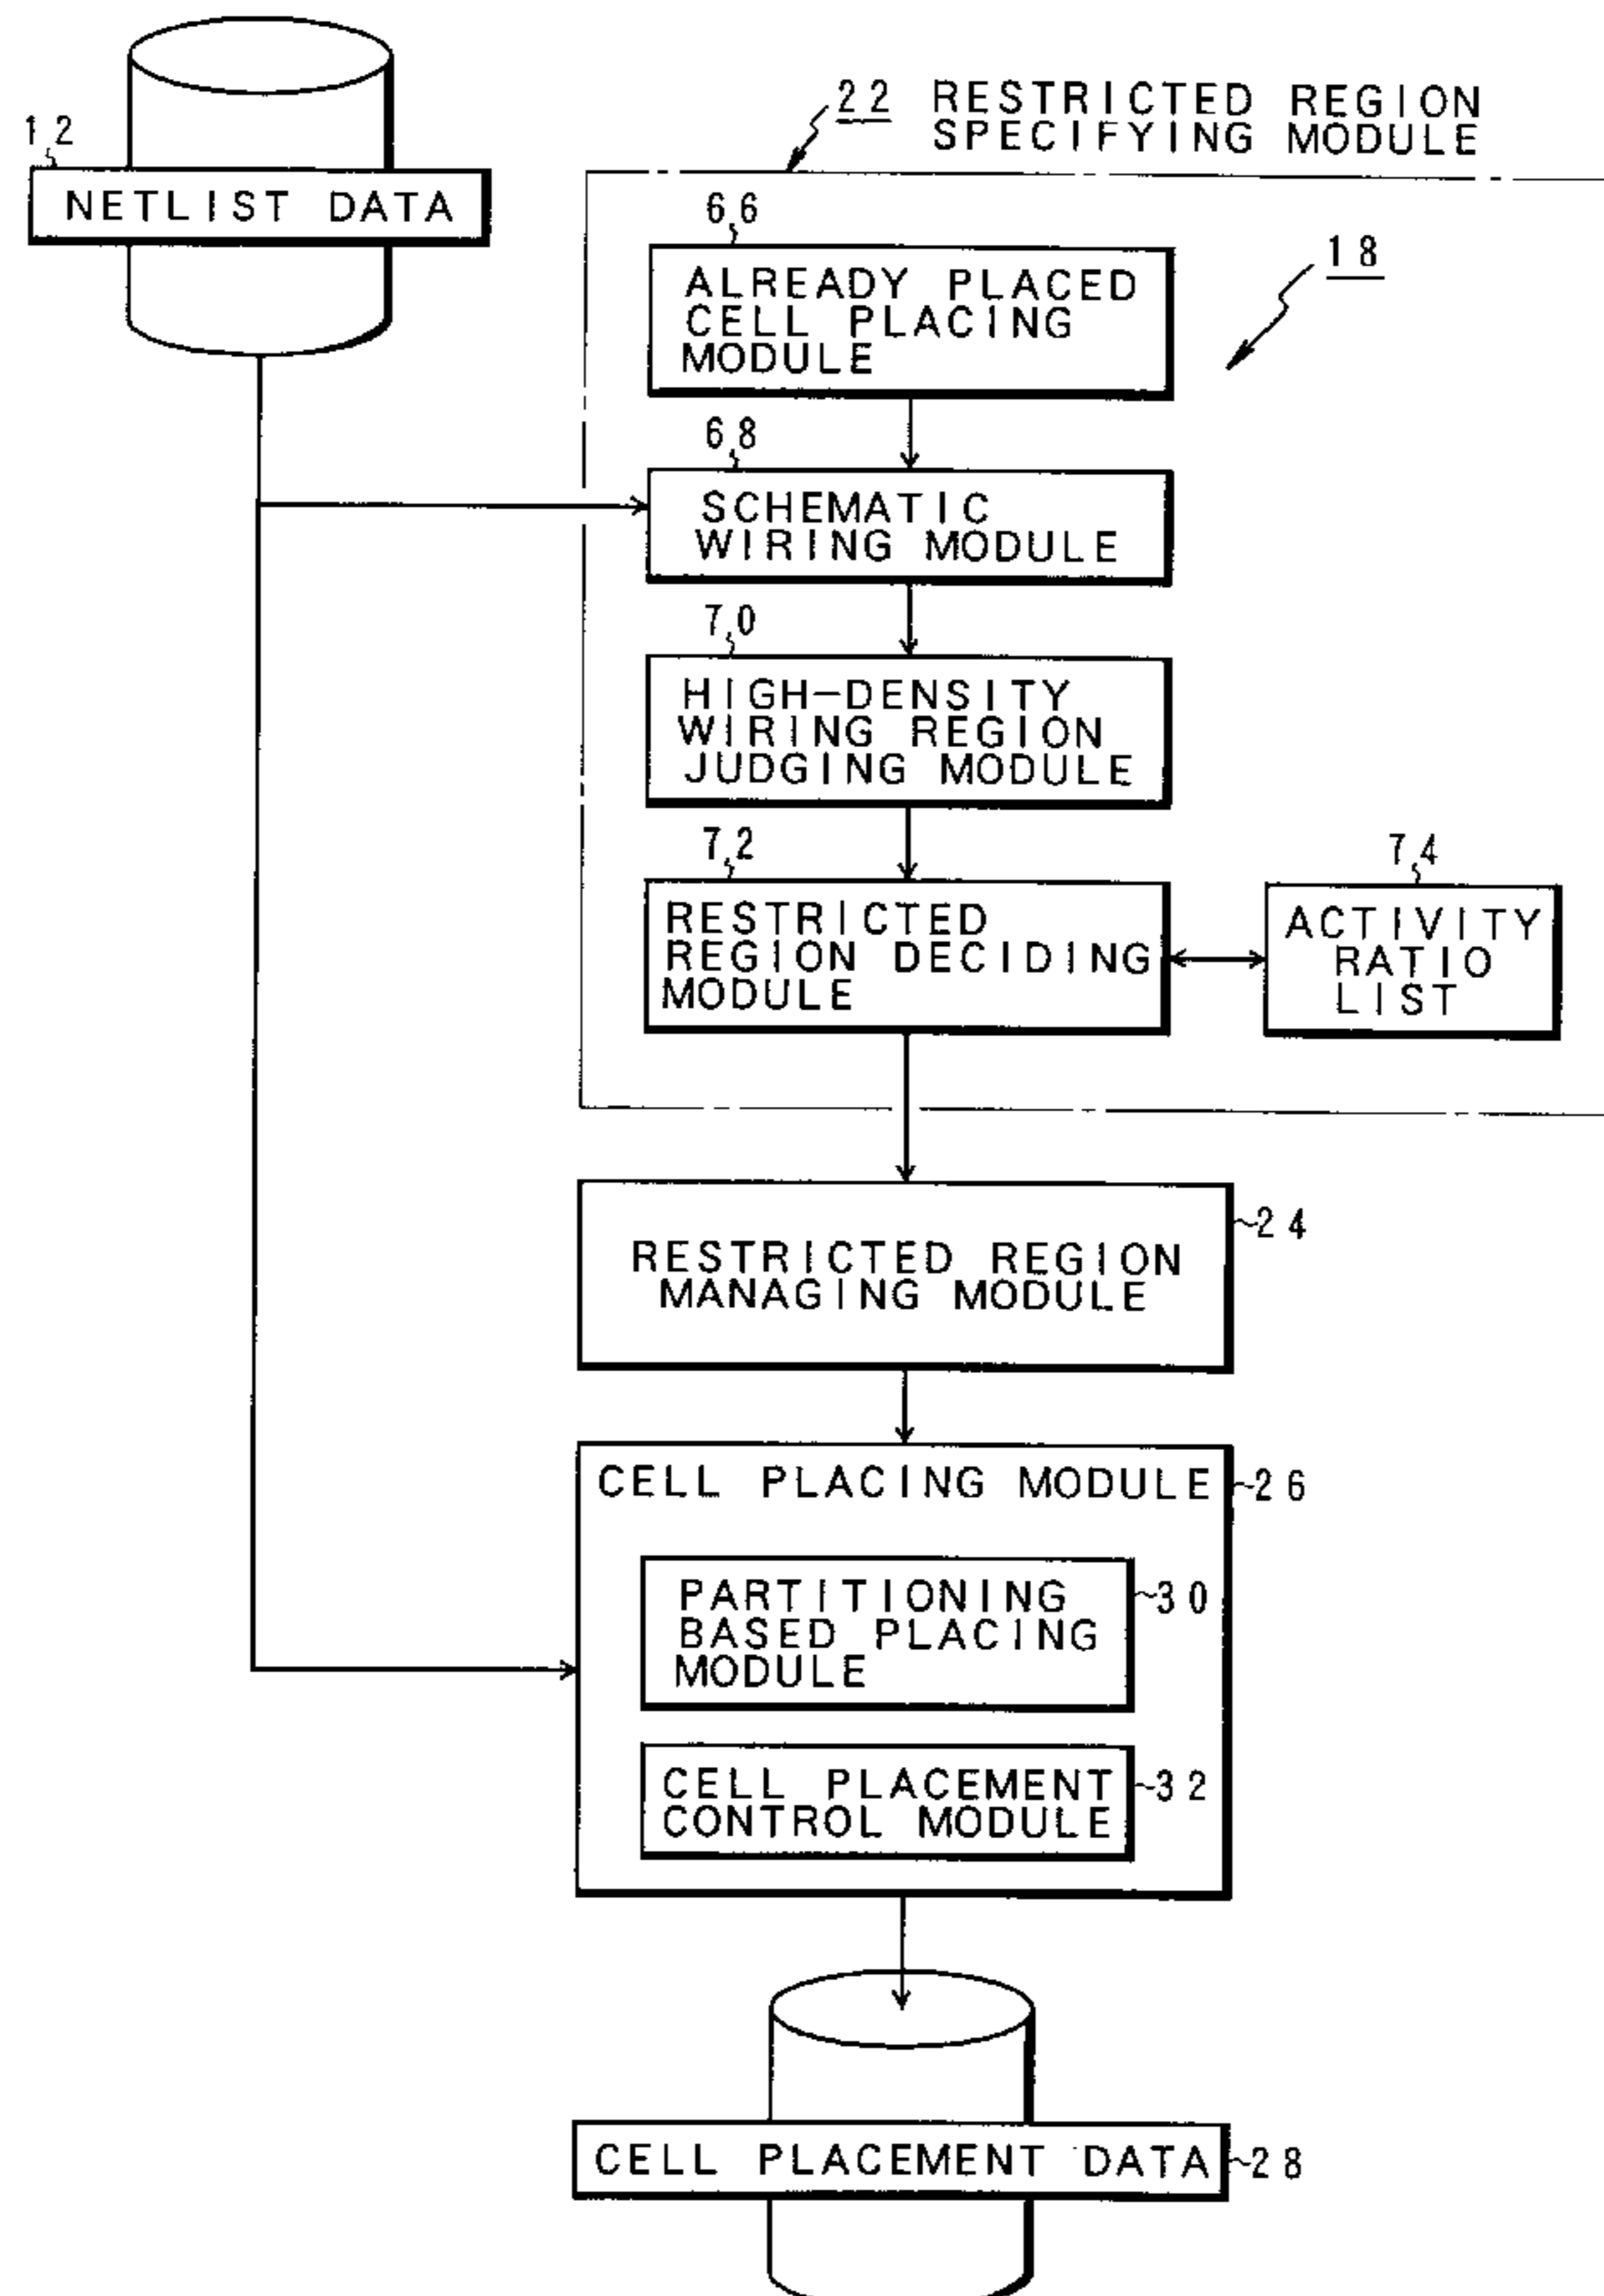 12
NETLIST DATA
22 RESTRICTED REGION
SPECIFYING MODULE
18
66
ALREADY PLACED
CELL PLACING
MODULE
68
SCHEMATIC
WIRING MODULE
70
HIGH-DENSITY
WIRING REGION
JUDGING MODULE
72
RESTRICTED
REGION DECIDING
MODULE
74
ACTIVITY
RATIO
LIST
24
RESTRICTED REGION
MANAGING MODULE
CELL PLACING MODULE
26
PARTITIONING
BASED PLACING
MODULE
30
CELL PLACEMENT
CONTROL MODULE
32
CELL PLACEMENT DATA
28